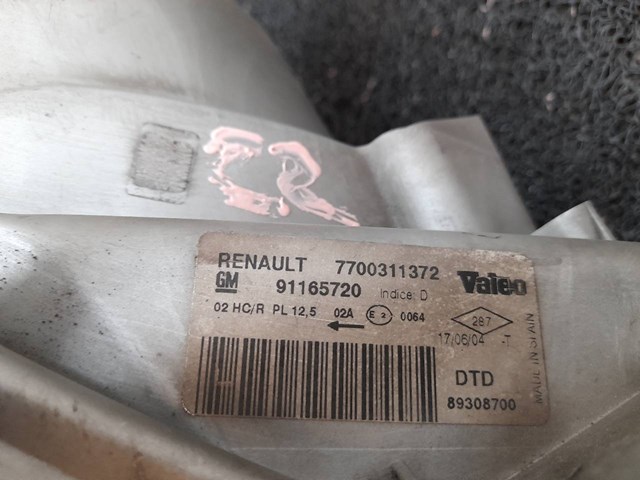 RENAULT 7700311372 Valeo
GM 91165720 Indice: D
02 HC/R PL 12,5 02A E2 0064 287
17/06/04 -T
MADE IN SPAIN
DTD
89308700